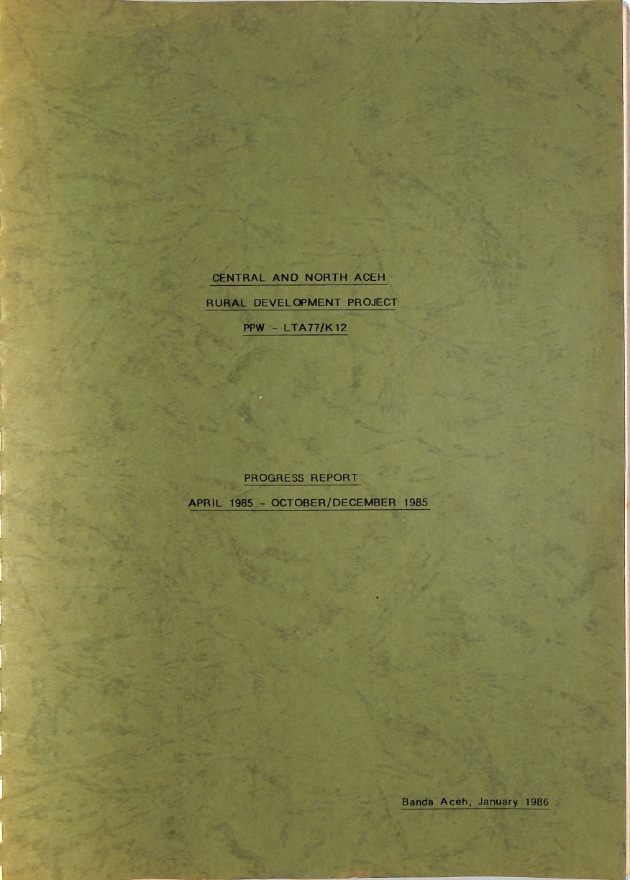 CENTRAL AND NORTH ACEH
RURAL DEVELOPMENT PROJECT
PPW - LTA77/K12
PROGRESS REPORT
APRIL 1985 - OCTOBER/DECEMBER 1985
Banda Aceh, January 1986